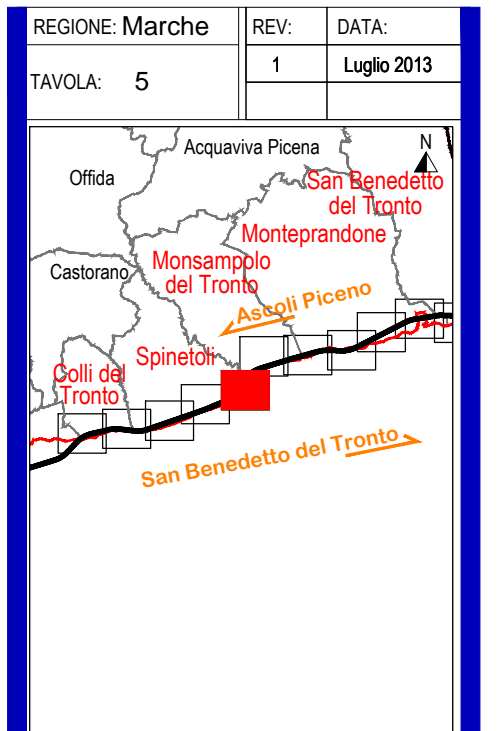 REGIONE: Marche
REV:
DATA:
1
Luglio 2013
TAVOLA: 5
Acquaviva Picena
N
Offida
San Benedetto
del Tronto
Monteprandone
Monsampolo
del Tronto
Castorano
Ascoli Piceno
Spinetoli
Colli del
Tronto
San Benedetto del Tronto